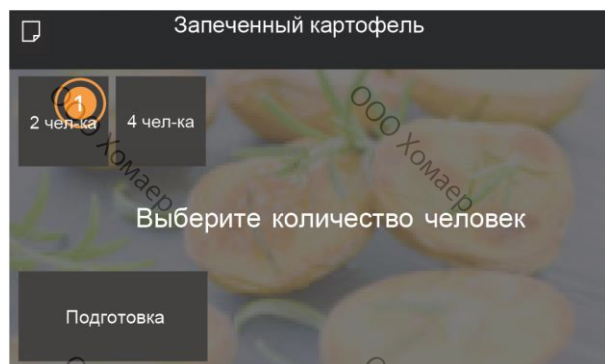 Запеченный картофель
1
2 чел-ка
4 чел-ка
ООО Хомаер
ООО Хомаер
Выберите количество человек
Подготовка